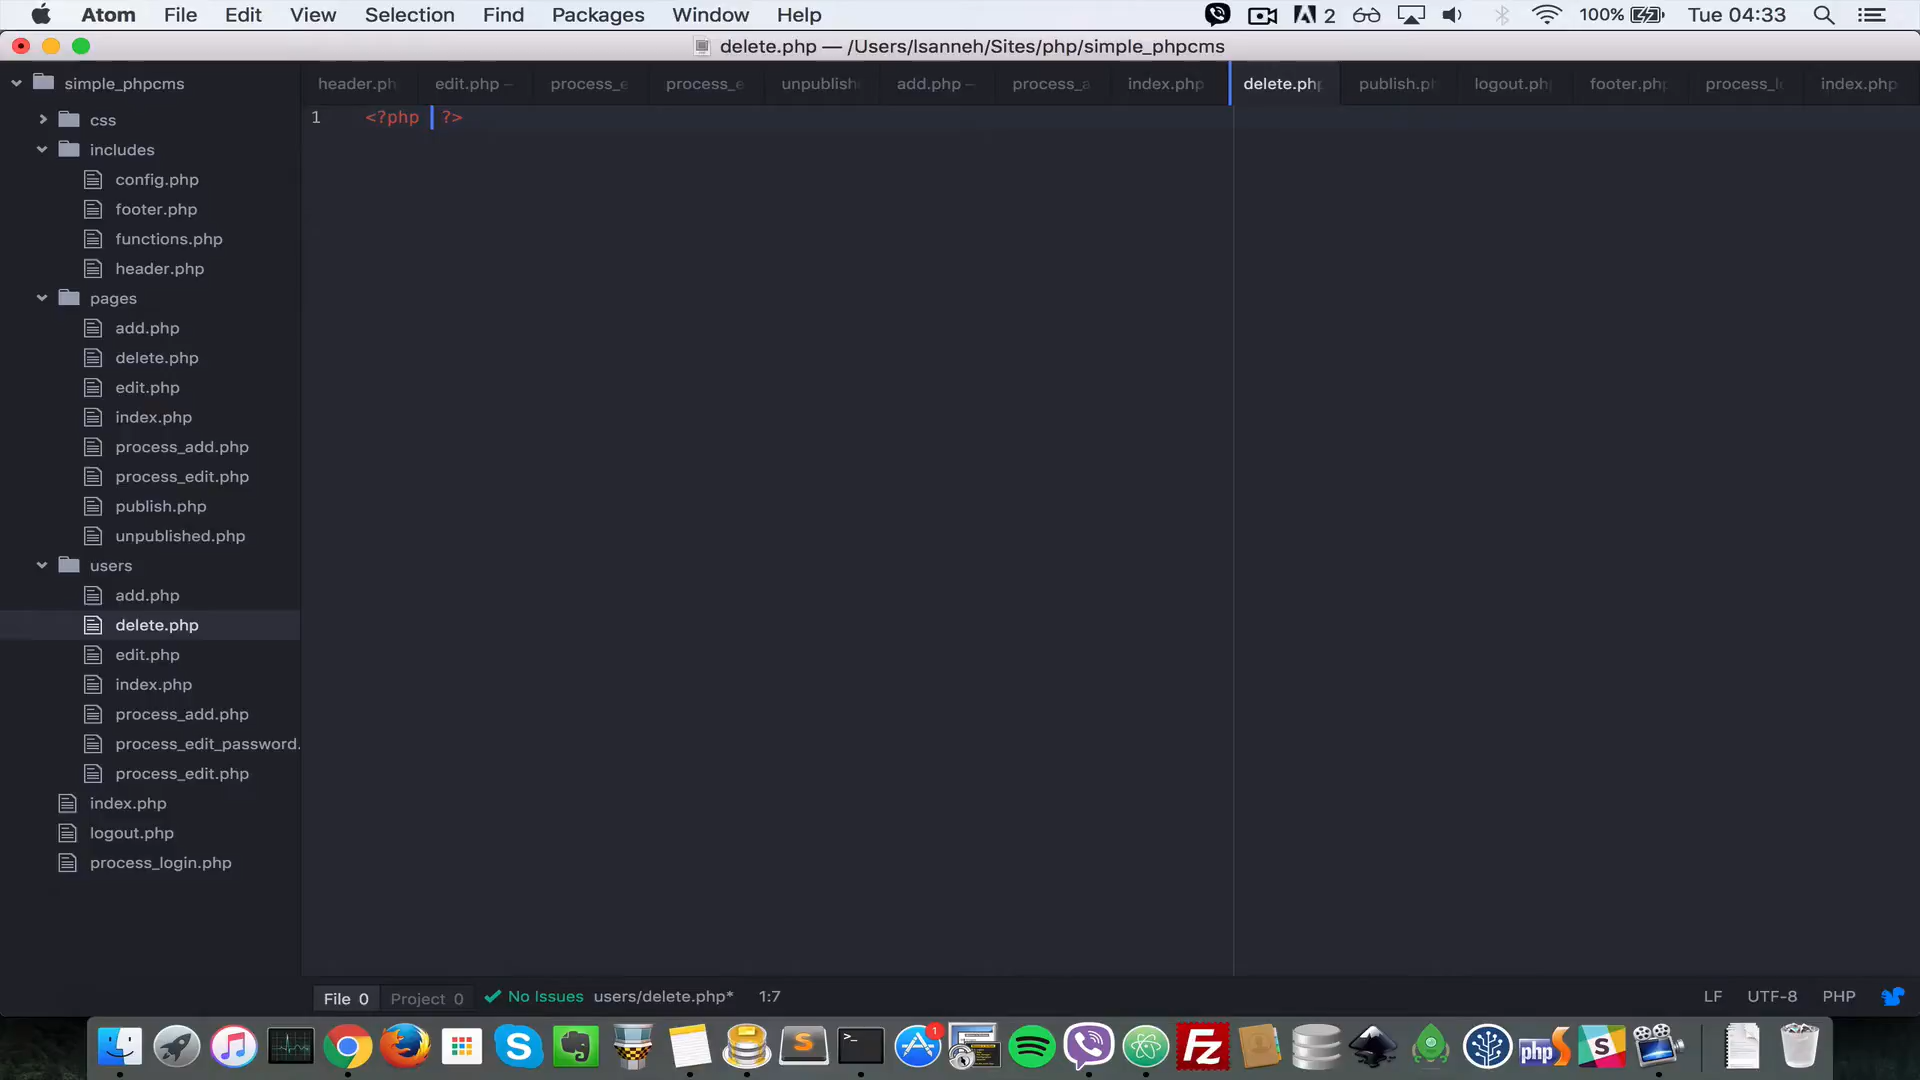 Atom File Edit View Selection Find Packages Window Help 2 100% Tue 04:33
delete.php — /Users/lsanneh/Sites/php/simple_phpcms
simple_phpcms
header.ph edit.php — process_e process_e unpublish add.php — process_a index.php delete.php publish.ph logout.ph footer.php process_lo index.php
css
includes
config.php
footer.php
functions.php
header.php
pages
add.php
delete.php
edit.php
index.php
process_add.php
process_edit.php
publish.php
unpublished.php
users
add.php
delete.php
edit.php
index.php
process_add.php
process_edit_password.
process_edit.php
index.php
logout.php
process_login.php
1 <?php ?>
File 0 Project 0 No Issues users/delete.php* 1:7 LF UTF-8 PHP
1
php